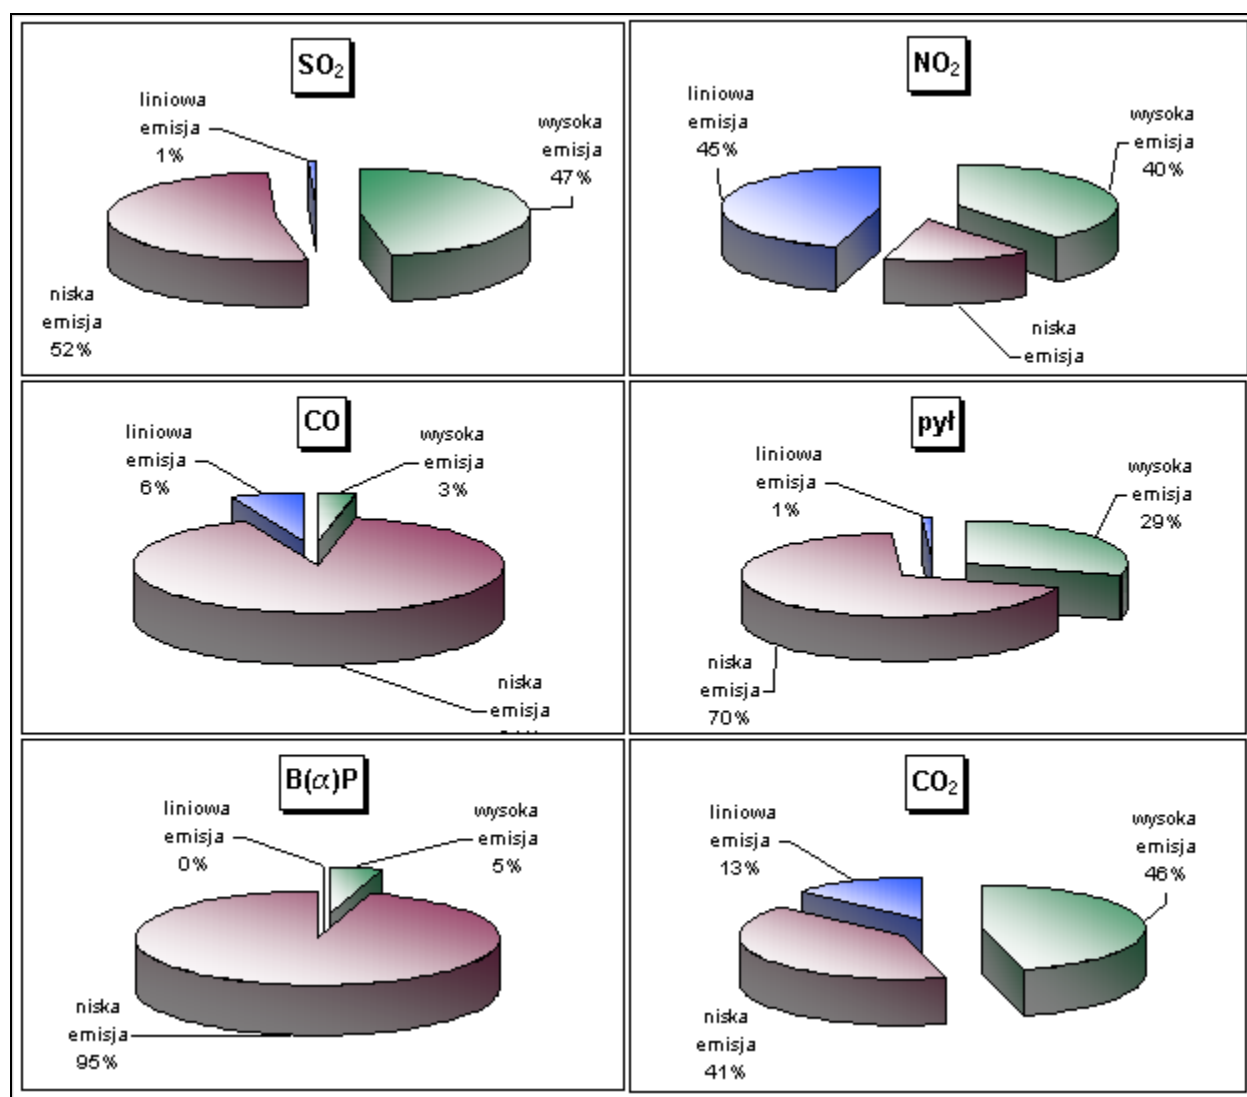 SO₂
liniowa
emisja
1%
wysoka
emisja
47%
niska
emisja
52%
NO₂
liniowa
emisja
45%
wysoka
emisja
40%
niska
emisja
CO
liniowa
emisja
6%
wysoka
emisja
3%
niska
emisja
pył
liniowa
emisja
1%
wysoka
emisja
29%
niska
emisja
70%
B(α)P
liniowa
emisja
0%
wysoka
emisja
5%
niska
emisja
95%
CO₂
liniowa
emisja
13%
wysoka
emisja
46%
niska
emisja
41%